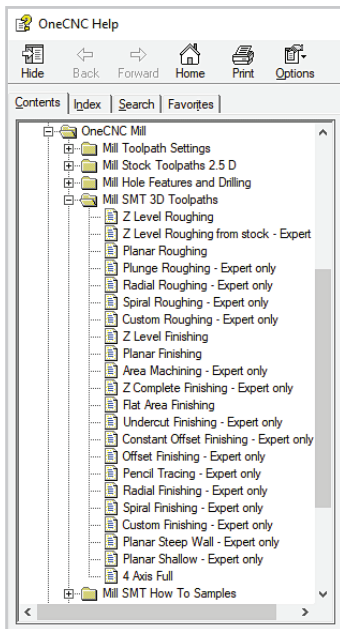 OneCNC Help
Hide Back Forward Home Print Options
Contents Index Search Favorites
OneCNC Mill
Mill Toolpath Settings
Mill Stock Toolpaths 2.5 D
Mill Hole Features and Drilling
Mill SMT 3D Toolpaths
Z Level Roughing
Z Level Roughing from stock - Expert
Planar Roughing
Plunge Roughing - Expert only
Radial Roughing - Expert only
Spiral Roughing - Expert only
Custom Roughing - Expert only
Z Level Finishing
Planar Finishing
Area Machining - Expert only
Z Complete Finishing - Expert only
Flat Area Finishing
Undercut Finishing - Expert only
Constant Offset Finishing - Expert only
Offset Finishing - Expert only
Pencil Tracing - Expert only
Radial Finishing - Expert only
Spiral Finishing - Expert only
Custom Finishing - Expert only
Planar Steep Wall - Expert only
Planar Shallow - Expert only
4 Axis Full
Mill SMT How To Samples